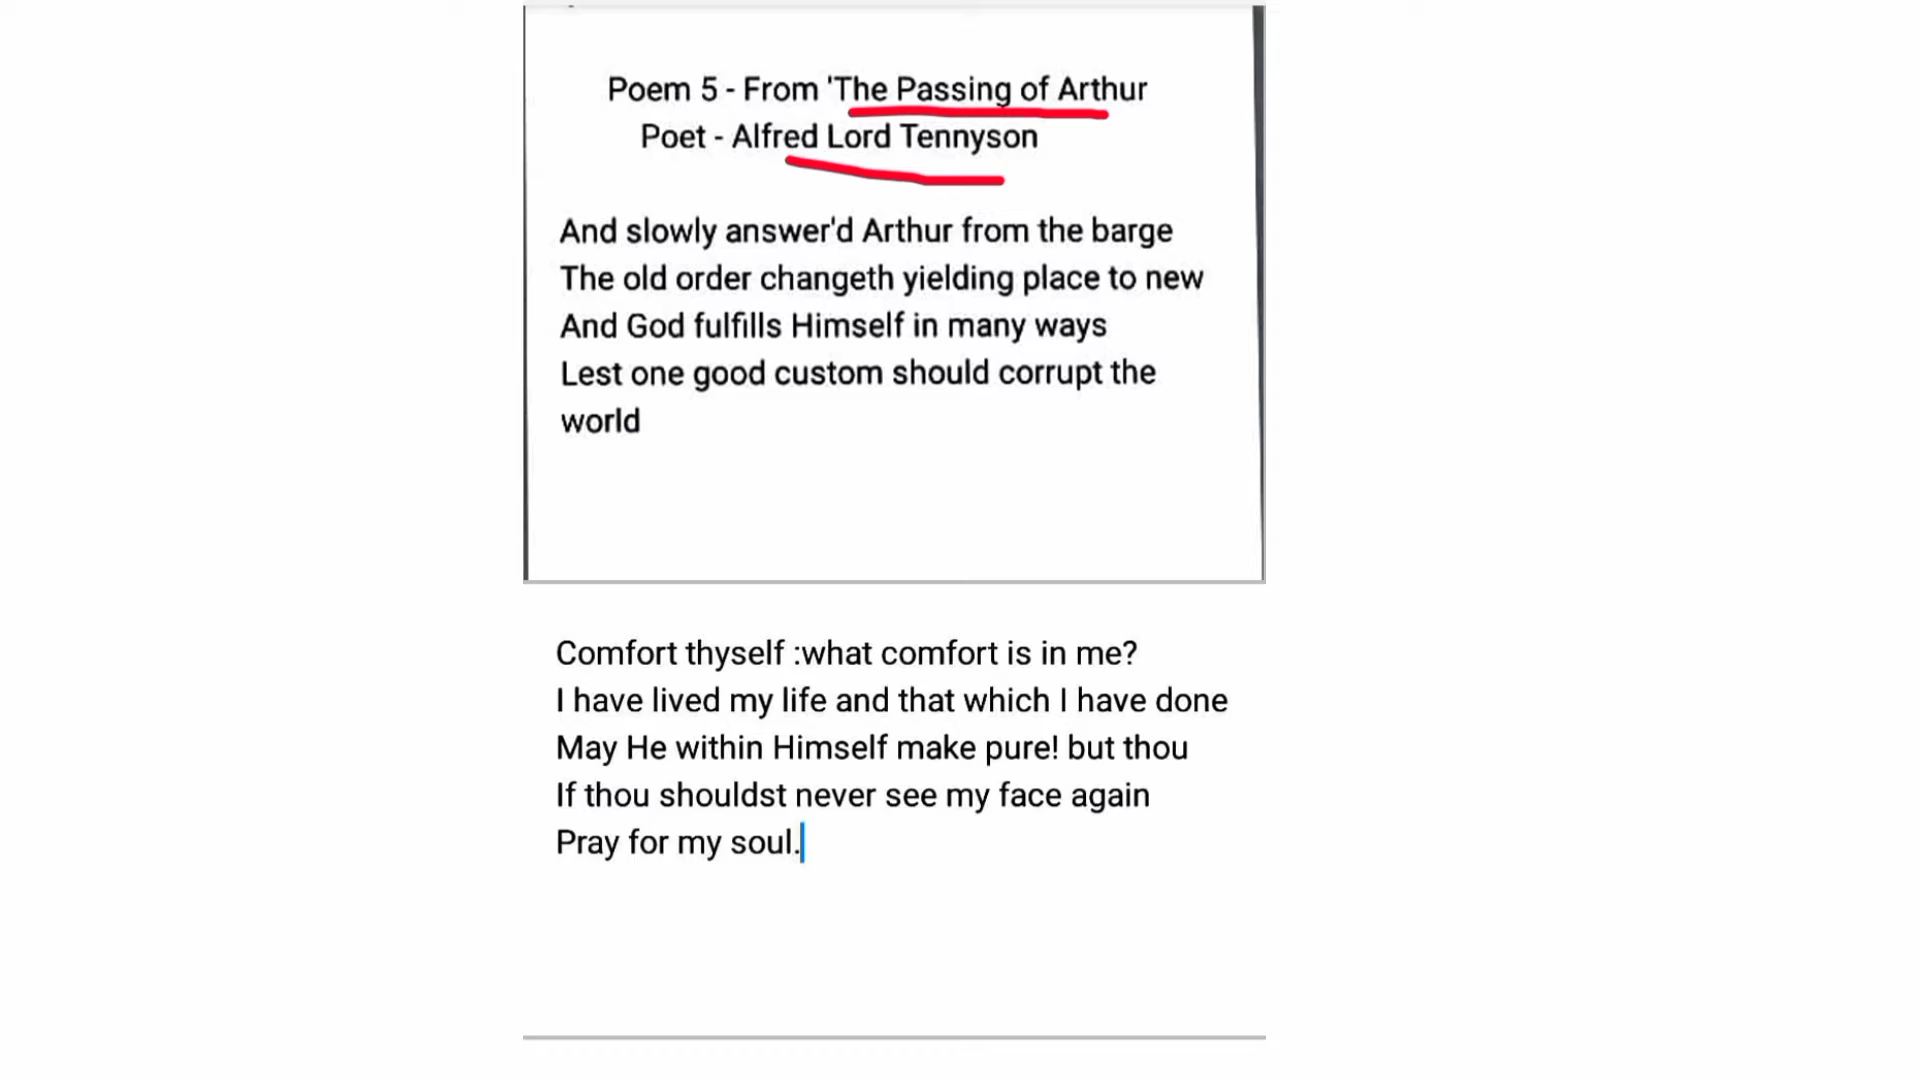 Poem 5 - From 'The Passing of Arthur
Poet - Alfred Lord Tennyson
And slowly answer'd Arthur from the barge
The old order changeth yielding place to new
And God fulfills Himself in many ways
Lest one good custom should corrupt the
world
Comfort thyself :what comfort is in me?
I have lived my life and that which I have done
May He within Himself make pure! but thou
If thou shouldst never see my face again
Pray for my soul.